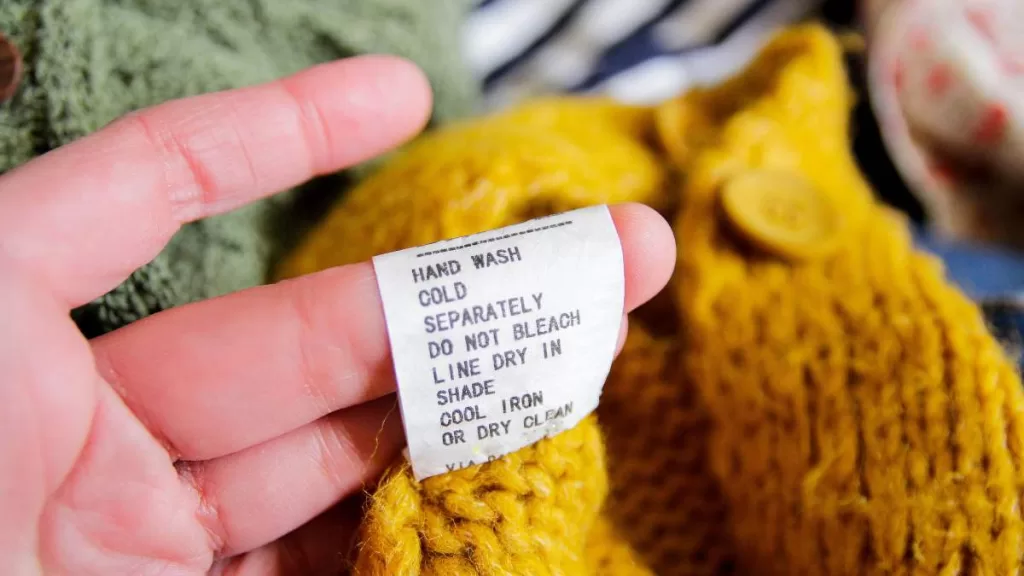 HAND WASH
COLD
SEPARATELY
DO NOT BLEACH
LINE DRY IN
SHADE
COOL IRON
OR DRY CLEAN